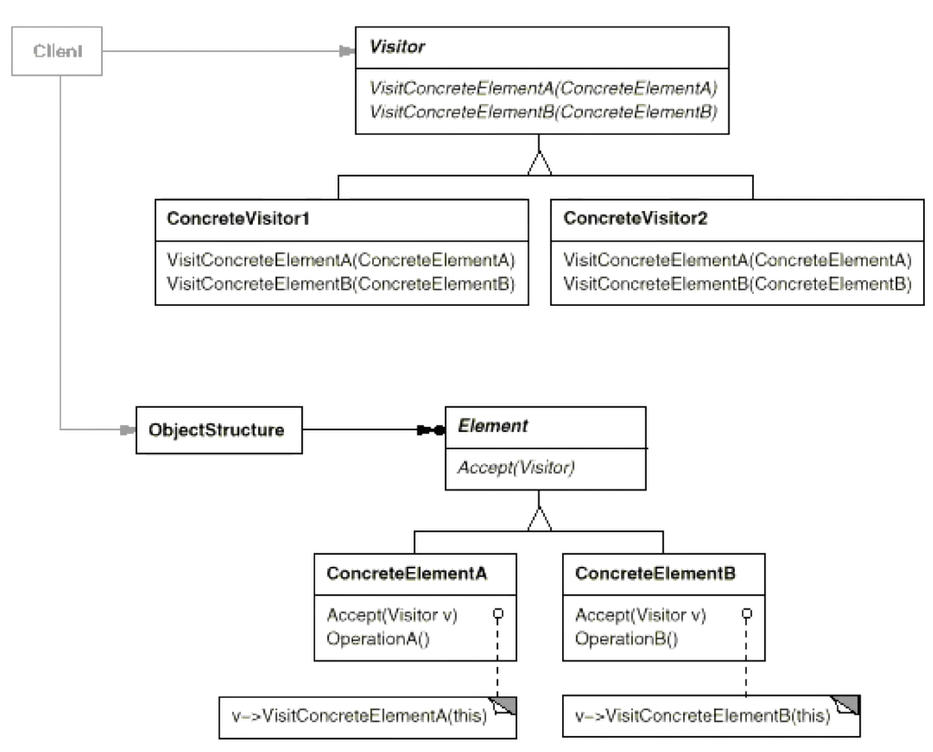 Client
Visitor
VisitConcreteElementA(ConcreteElementA)
VisitConcreteElementB(ConcreteElementB)
ConcreteVisitor1
VisitConcreteElementA(ConcreteElementA)
VisitConcreteElementB(ConcreteElementB)
ConcreteVisitor2
VisitConcreteElementA(ConcreteElementA)
VisitConcreteElementB(ConcreteElementB)
ObjectStructure
Element
Accept(Visitor)
ConcreteElementA
Accept(Visitor v)
OperationA()
ConcreteElementB
Accept(Visitor v)
OperationB()
v->VisitConcreteElementA(this)
v->VisitConcreteElementB(this)